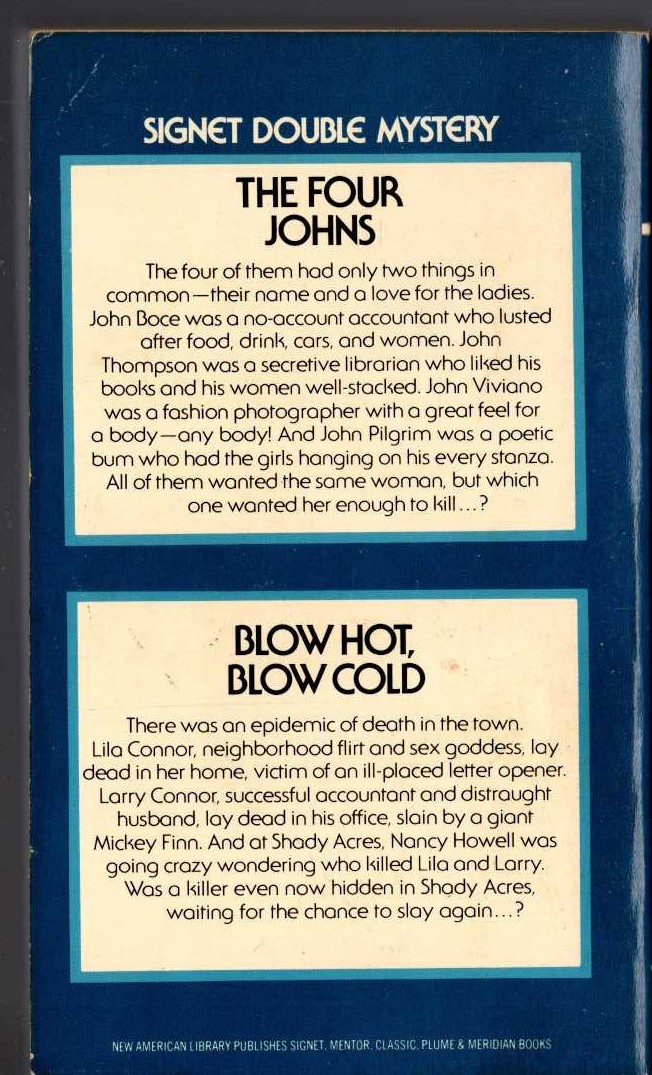 SIGNET DOUBLE MYSTERY
THE FOUR
JOHNS
The four of them had only two things in
common—their name and a love for the ladies.
John Boce was a no-account accountant who lusted
after food, drink, cars, and women. John
Thompson was a secretive librarian who liked his
books and his women well-stacked. John Viviano
was a fashion photographer with a great feel for
a body—any body! And John Pilgrim was a poetic
bum who had the girls hanging on his every stanza.
All of them wanted the same woman, but which
one wanted her enough to kill...?
BLOW HOT,
BLOW COLD
There was an epidemic of death in the town.
Lila Connor, neighborhood flirt and sex goddess, lay
dead in her home, victim of an ill-placed letter opener.
Larry Connor, successful accountant and distraught
husband, lay dead in his office, slain by a giant
Mickey Finn. And at Shady Acres, Nancy Howell was
going crazy wondering who killed Lila and Larry.
Was a killer even now hidden in Shady Acres,
waiting for the chance to slay again...?
NEW AMERICAN LIBRARY PUBLISHES SIGNET, MENTOR, CLASSIC, PLUME & MERIDIAN BOOKS